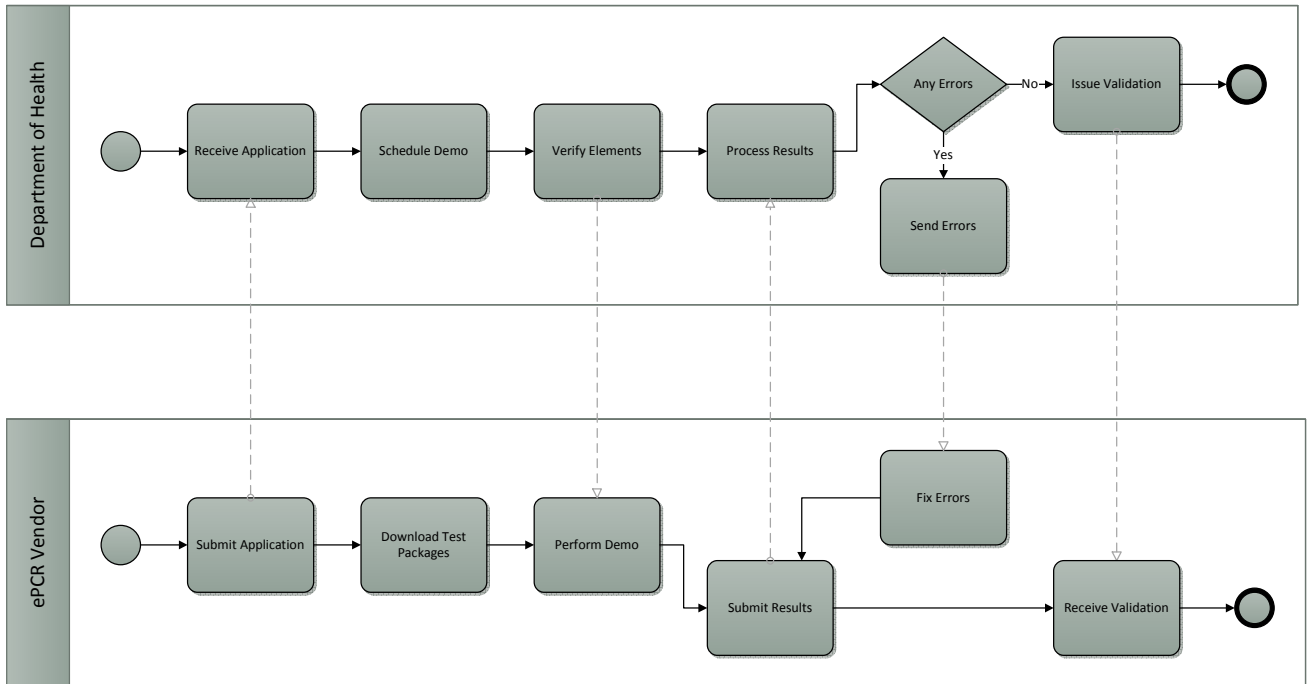 Department of Health
Receive Application
Schedule Demo
Verify Elements
Process Results
Any Errors
No
Issue Validation
Yes
Send Errors
ePCR Vendor
Submit Application
Download Test
Packages
Perform Demo
Submit Results
Fix Errors
Receive Validation